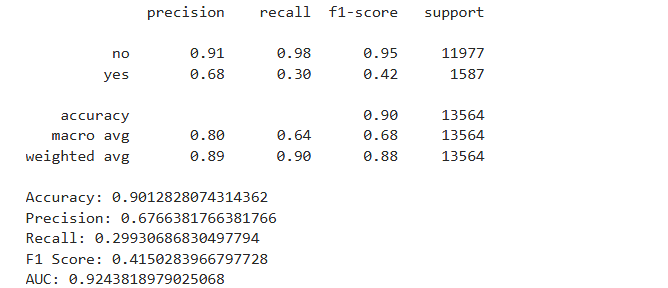 precision recall f1-score support
no 0.91 0.98 0.95 11977
yes 0.68 0.30 0.42 1587
accuracy 0.90 13564
macro avg 0.80 0.64 0.68 13564
weighted avg 0.89 0.90 0.88 13564
Accuracy: 0.9012828074314362
Precision: 0.6766381766381766
Recall: 0.29930686830497794
F1 Score: 0.4150283966797728
AUC: 0.9243818979025068